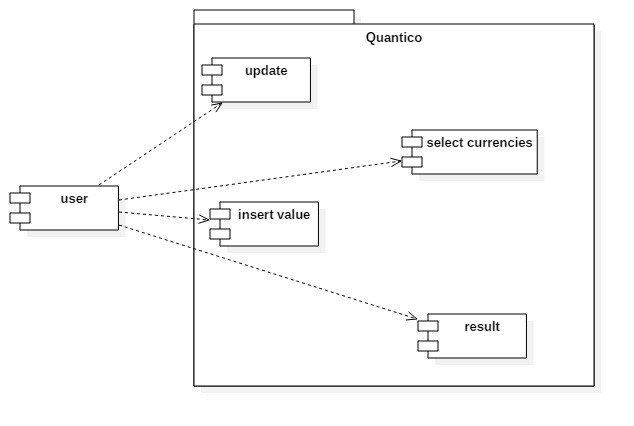 Quantico
update
select currencies
user
insert value
result